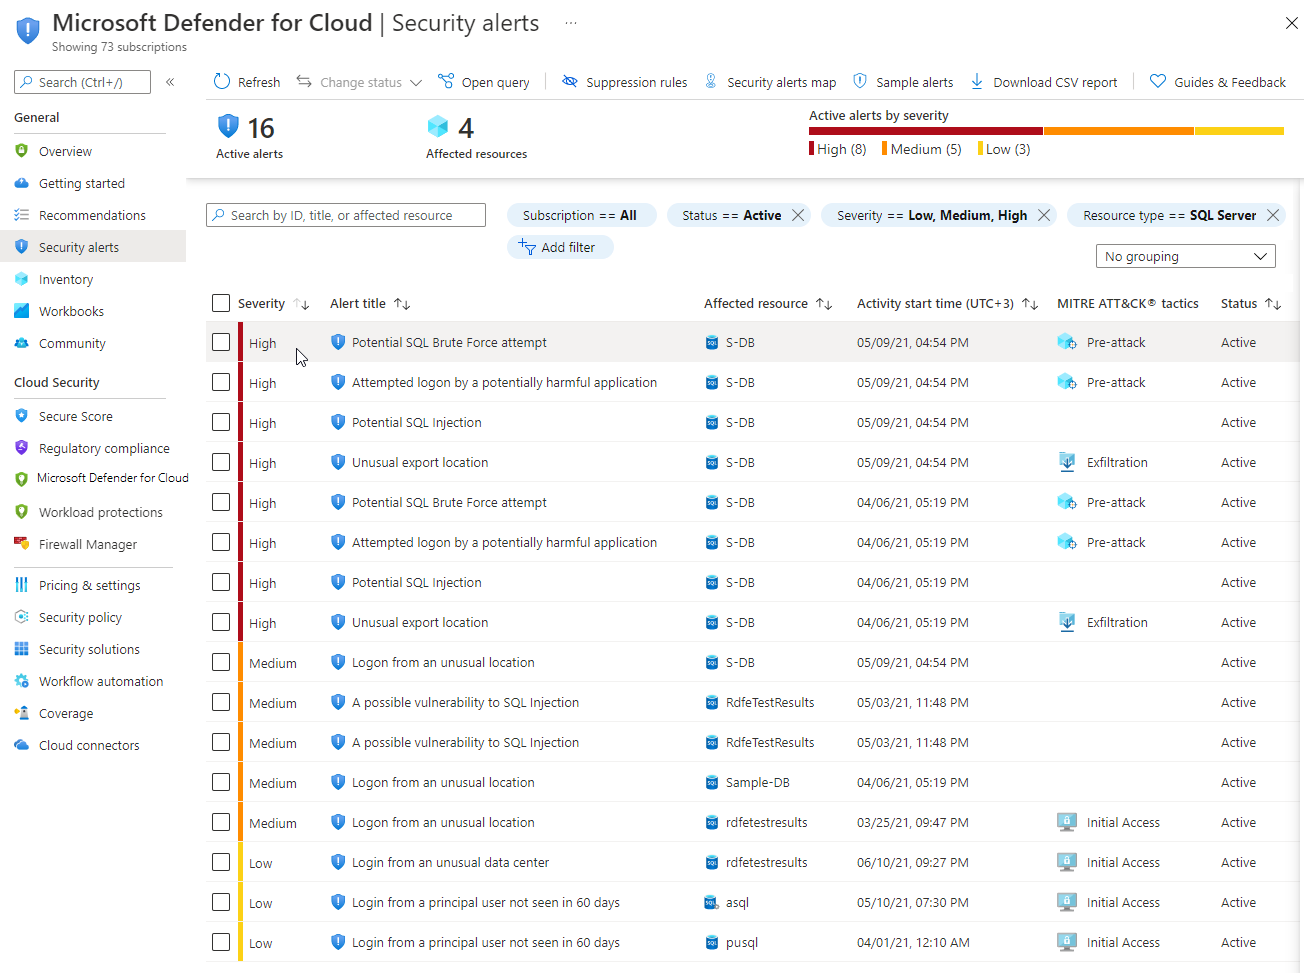 Microsoft Defender for Cloud | Security alerts ...
Showing 73 subscriptions
Search (Ctrl+/) «
Refresh Change status Open query Suppression rules Security alerts map Sample alerts Download CSV report Guides & Feedback
General
Overview
Getting started
Recommendations
Security alerts
Inventory
Workbooks
Community
Cloud Security
Secure Score
Regulatory compliance
Microsoft Defender for Cloud
Workload protections
Firewall Manager
Pricing & settings
Security policy
Security solutions
Workflow automation
Coverage
Cloud connectors
16
Active alerts
4
Affected resources
Active alerts by severity
High (8) Medium (5) Low (3)
Search by ID, title, or affected resource
Subscription == All Status == Active Severity == Low, Medium, High Resource type == SQL Server
Add filter
No grouping
Severity Alert title Affected resource Activity start time (UTC+3) MITRE ATT&CK® tactics Status
High Potential SQL Brute Force attempt S-DB 05/09/21, 04:54 PM Pre-attack Active
High Attempted logon by a potentially harmful application S-DB 05/09/21, 04:54 PM Pre-attack Active
High Potential SQL Injection S-DB 05/09/21, 04:54 PM Active
High Unusual export location S-DB 05/09/21, 04:54 PM Exfiltration Active
High Potential SQL Brute Force attempt S-DB 04/06/21, 05:19 PM Pre-attack Active
High Attempted logon by a potentially harmful application S-DB 04/06/21, 05:19 PM Pre-attack Active
High Potential SQL Injection S-DB 04/06/21, 05:19 PM Active
High Unusual export location S-DB 04/06/21, 05:19 PM Exfiltration Active
Medium Logon from an unusual location S-DB 05/09/21, 04:54 PM Active
Medium A possible vulnerability to SQL Injection RdfeTestResults 05/03/21, 11:48 PM Active
Medium A possible vulnerability to SQL Injection RdfeTestResults 05/03/21, 11:48 PM Active
Medium Logon from an unusual location Sample-DB 04/06/21, 05:19 PM Active
Medium Logon from an unusual location rdfetestresults 03/25/21, 09:47 PM Initial Access Active
Low Login from an unusual data center rdfetestresults 06/10/21, 09:27 PM Initial Access Active
Low Login from a principal user not seen in 60 days asql 05/10/21, 07:30 PM Initial Access Active
Low Login from a principal user not seen in 60 days pusql 04/01/21, 12:10 AM Initial Access Active